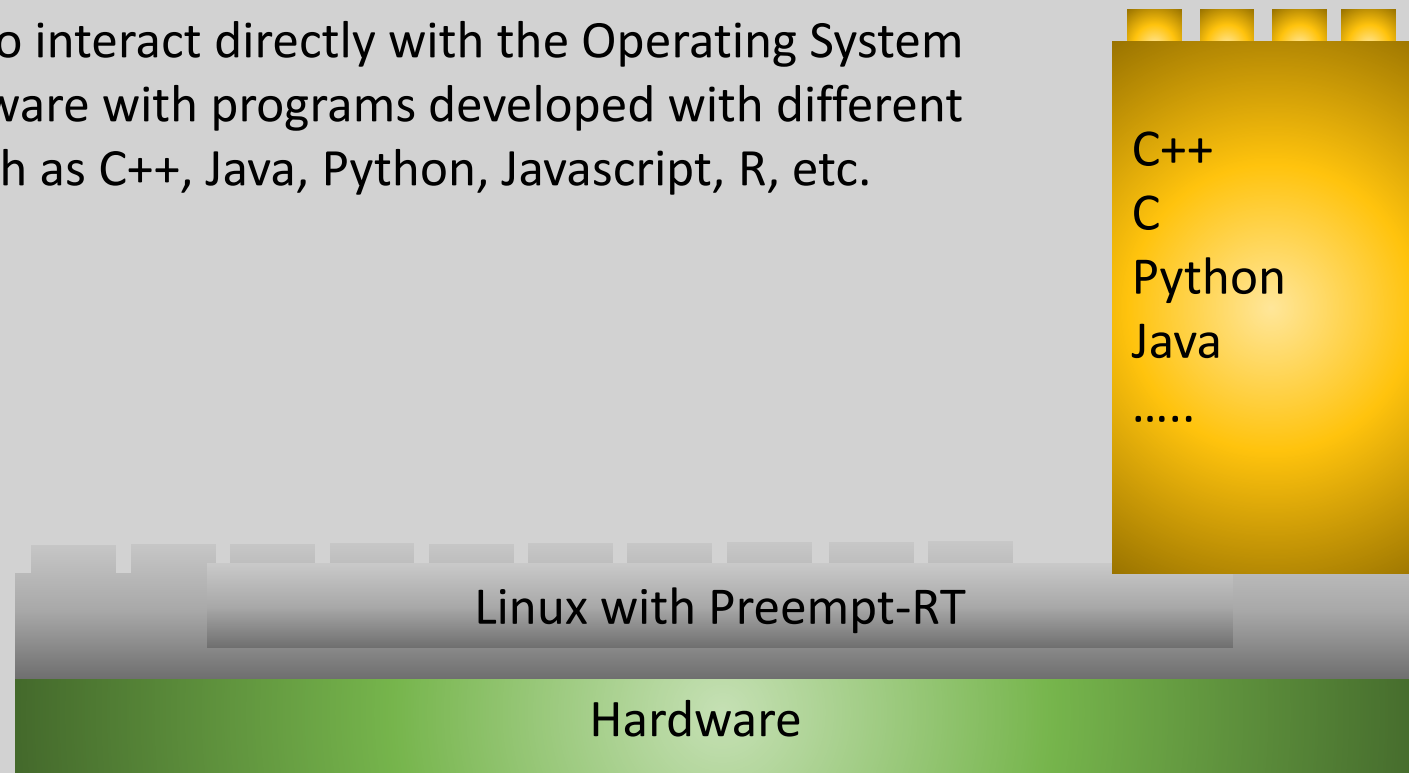 o interact directly with the Operating System
ware with programs developed with different
h as C++, Java, Python, Javascript, R, etc.
C++
C
Python
Java
.....
Linux with Preempt-RT
Hardware